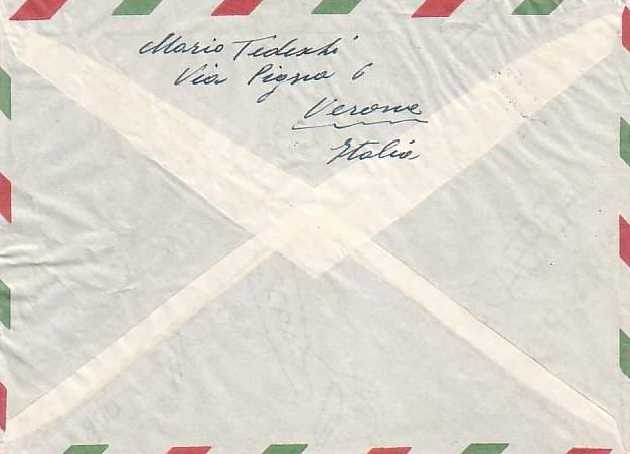 Mario Tedeschi
Via Pigna 6
Verona
Italia